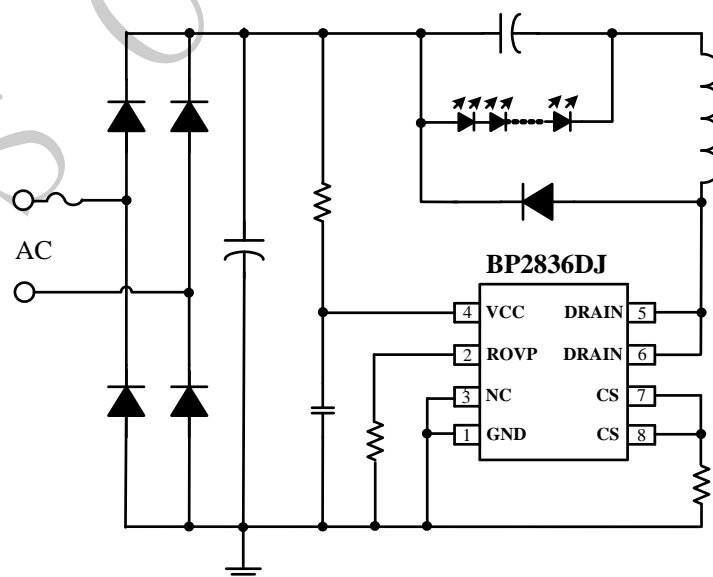 AC
BP2836DJ
4 VCC DRAIN 5
2 ROVP DRAIN 6
3 NC CS 7
1 GND CS 8